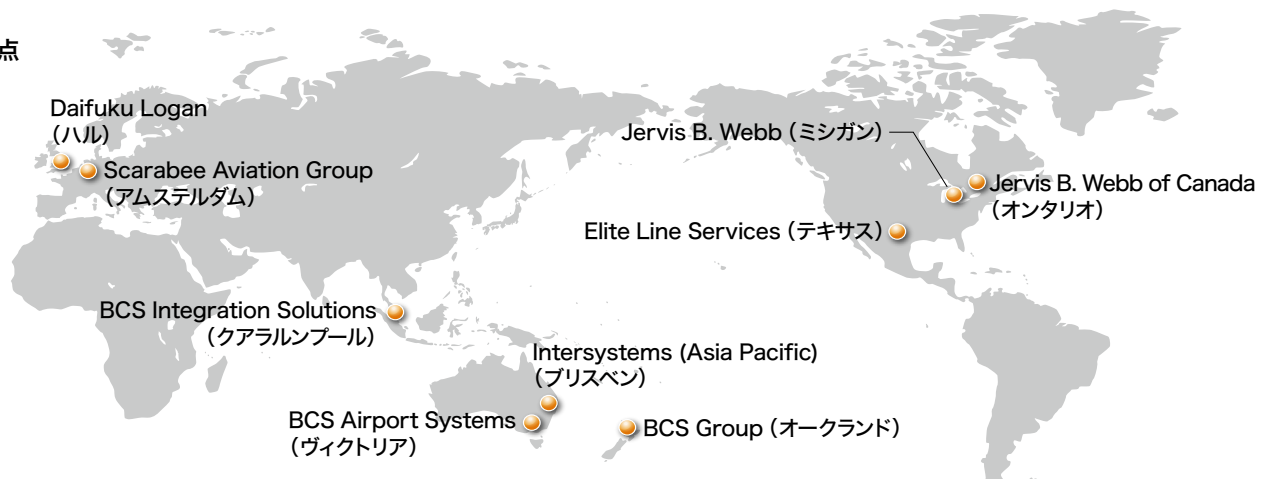 点
Daifuku Logan
（ハル）
Scarabee Aviation Group
（アムステルダム）
Jervis B. Webb（ミシガン）
Jervis B. Webb of Canada
（オンタリオ）
Elite Line Services（テキサス）
BCS Integration Solutions
（クアラルンプール）
Intersystems (Asia Pacific)
（ブリスベン）
BCS Airport Systems
（ヴィクトリア）
BCS Group（オークランド）